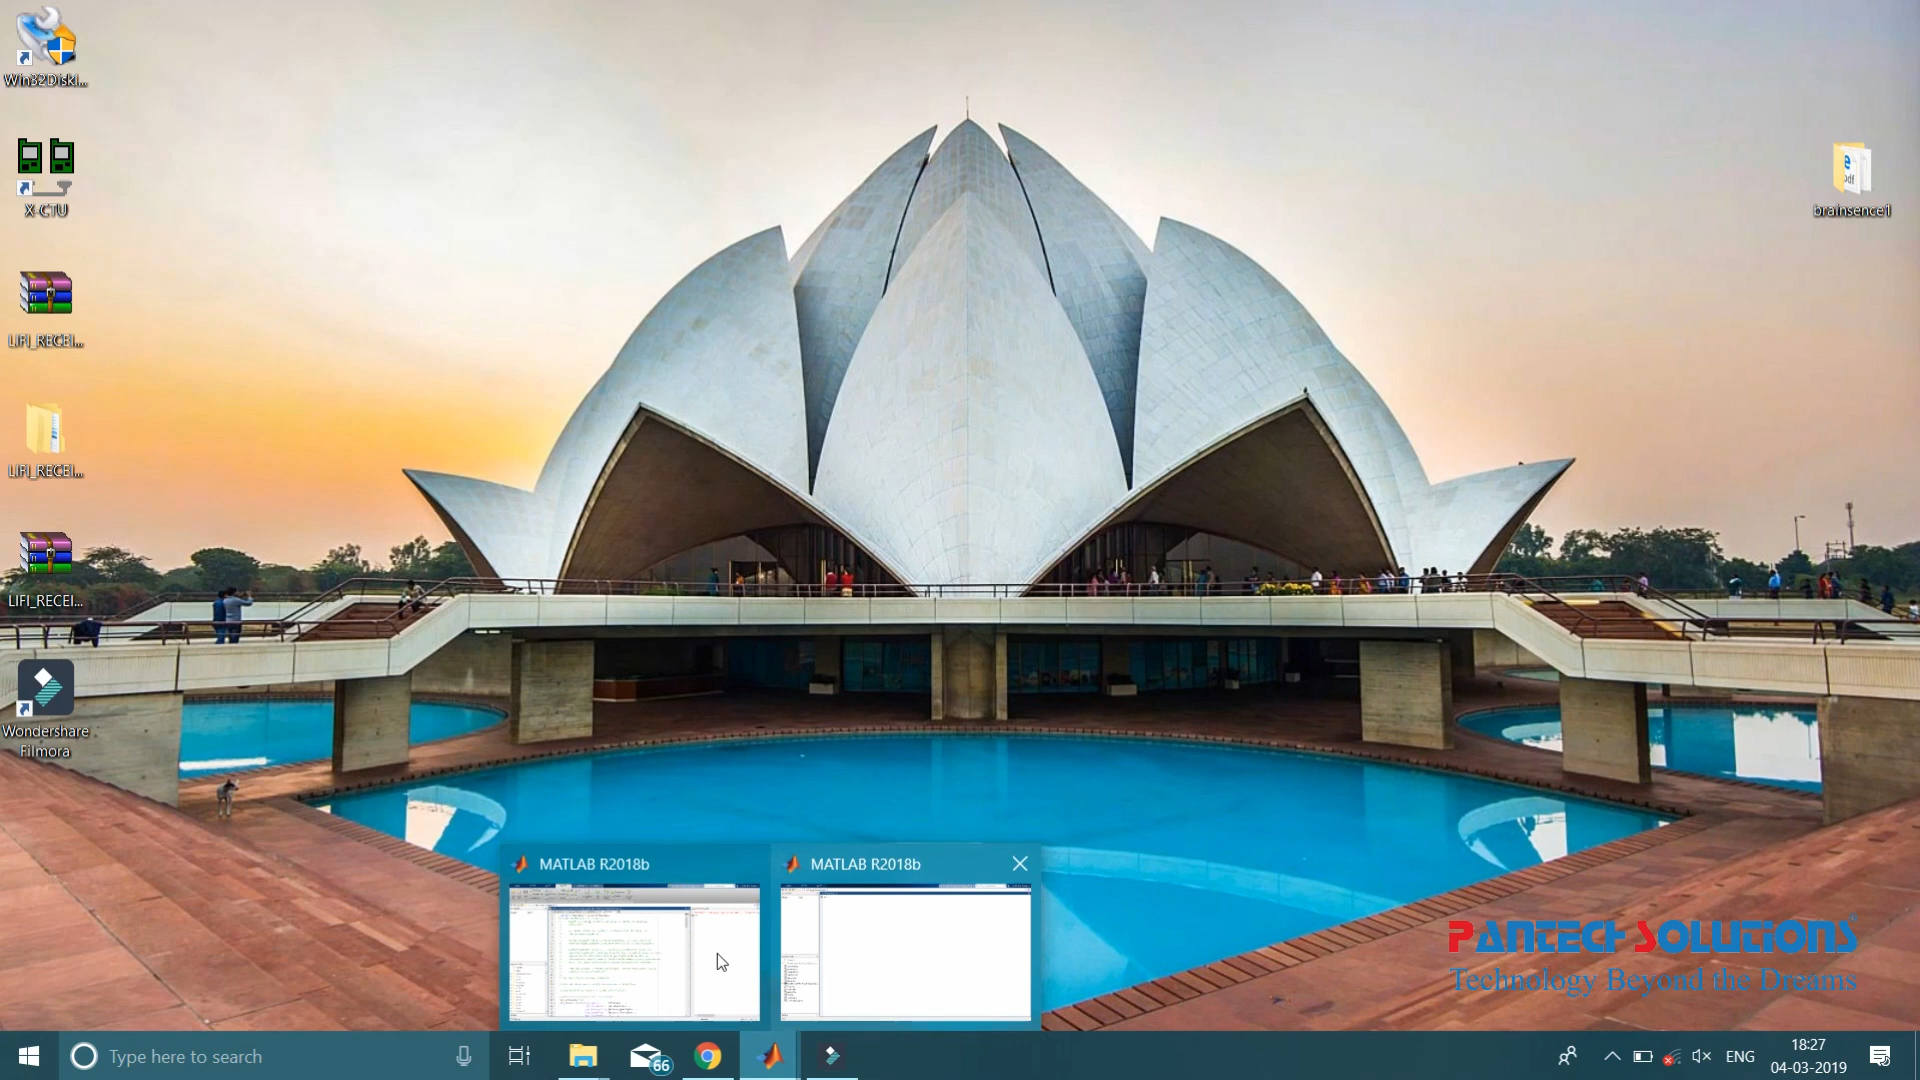 Win32Diski...
X-CTU
LIFI_RECEI...
LIFI_RECEI...
LIFI_RECEI...
Wondershare
Filmora
brainsence1
MATLAB R2018b
MATLAB R2018b
PANTECH SOLUTIONS
Technology Beyond the Dreams
Type here to search
66
ENG
18:27
04-03-2019